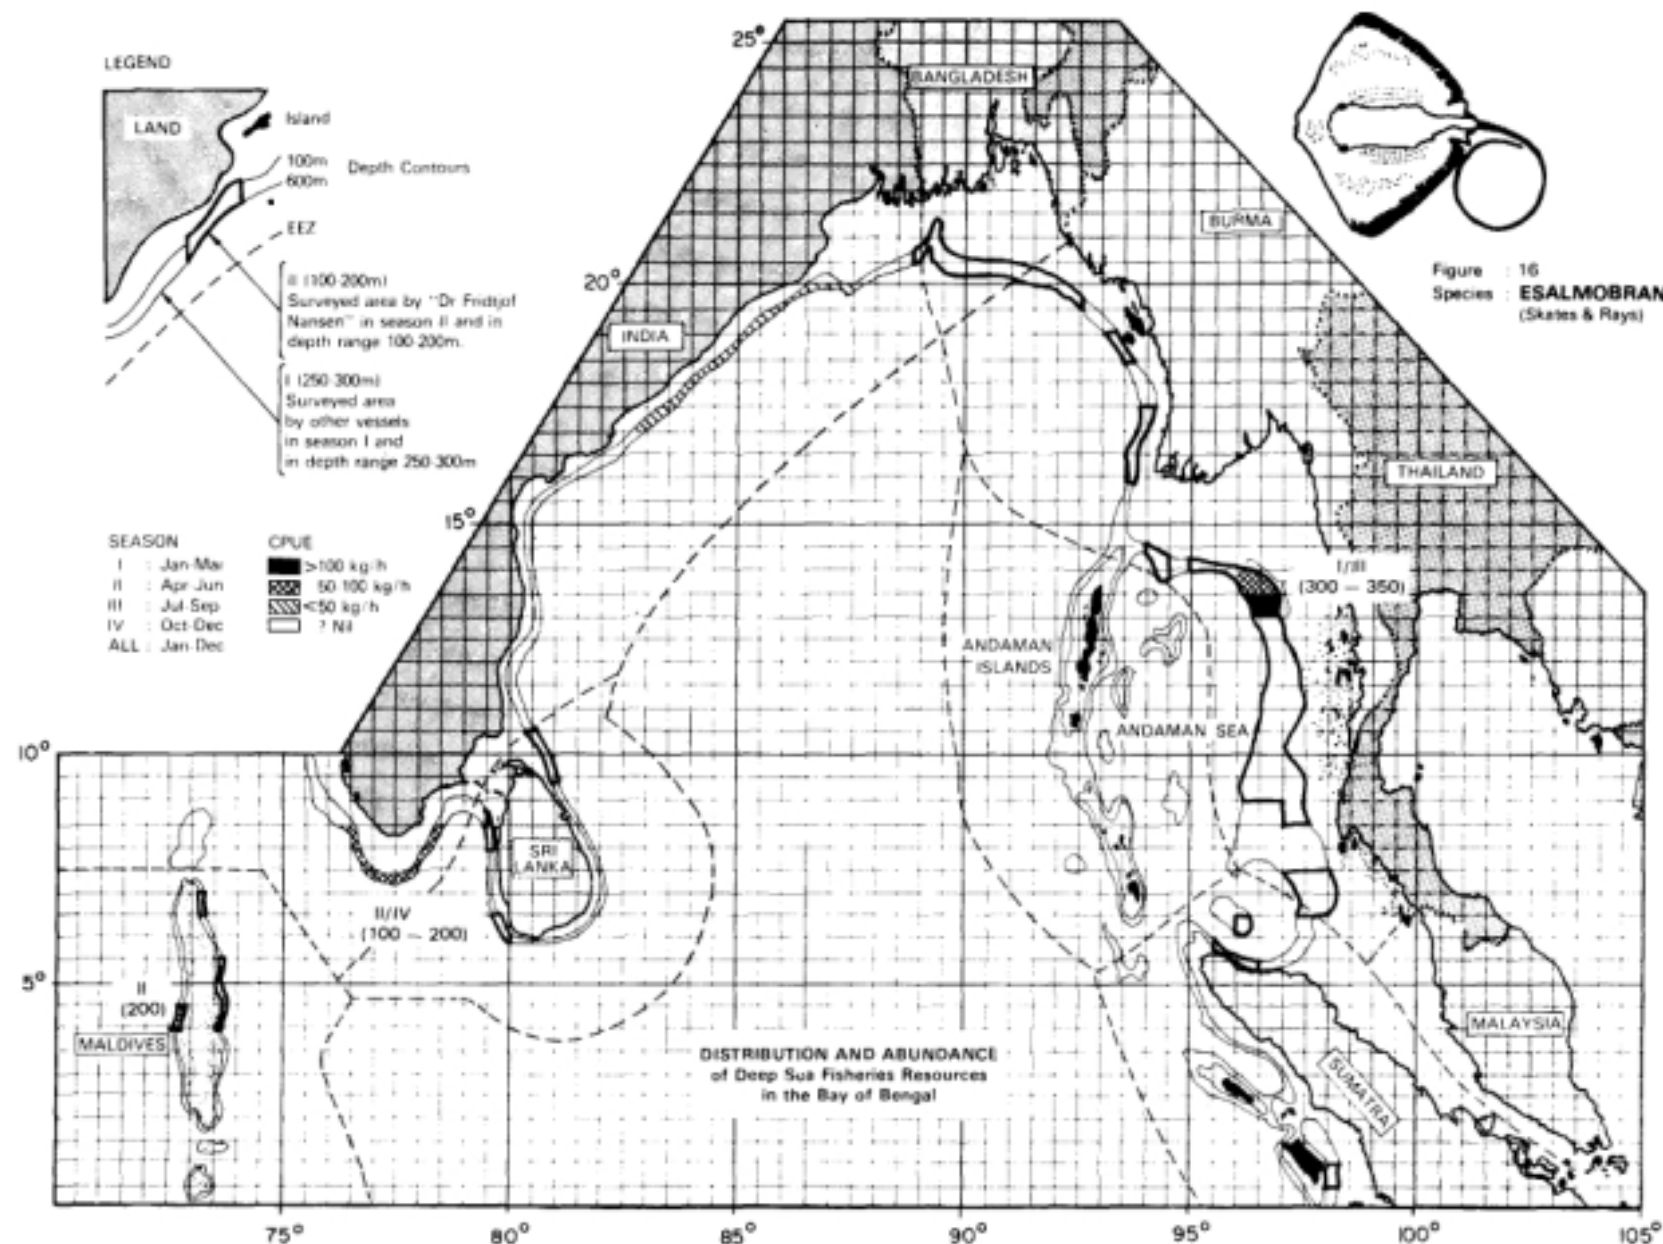 LEGEND
LAND
Island
100m
600m
Depth Contours
EEZ
II (100-200m)
Surveyed area by "Dr Fridtjof
Nansen" in season II and in
depth range 100-200m.
I (250-300m)
Surveyed area
by other vessels
in season I and
in depth range 250-300m
SEASON
I : Jan-Mar
II : Apr-Jun
III : Jul-Sep
IV : Oct-Dec
ALL : Jan-Dec
CPUE
>100 kg/h
50-100 kg/h
<50 kg/h
? Nil
25°
20°
15°
10°
5°
BANGLADESH
BURMA
INDIA
THAILAND
Figure : 16
Species : ESALMOBRAN
(Skates & Rays)
I/III
(300 — 350)
ANDAMAN
ISLANDS
ANDAMAN SEA
SRI
LANKA
II/IV
(100 — 200)
II
(200)
MALDIVES
MALAYSIA
SUMATRA
DISTRIBUTION AND ABUNDANCE
of Deep Sua Fisheries Resources
in the Bay of Bengal
75°
80°
85°
90°
95°
100°
105°